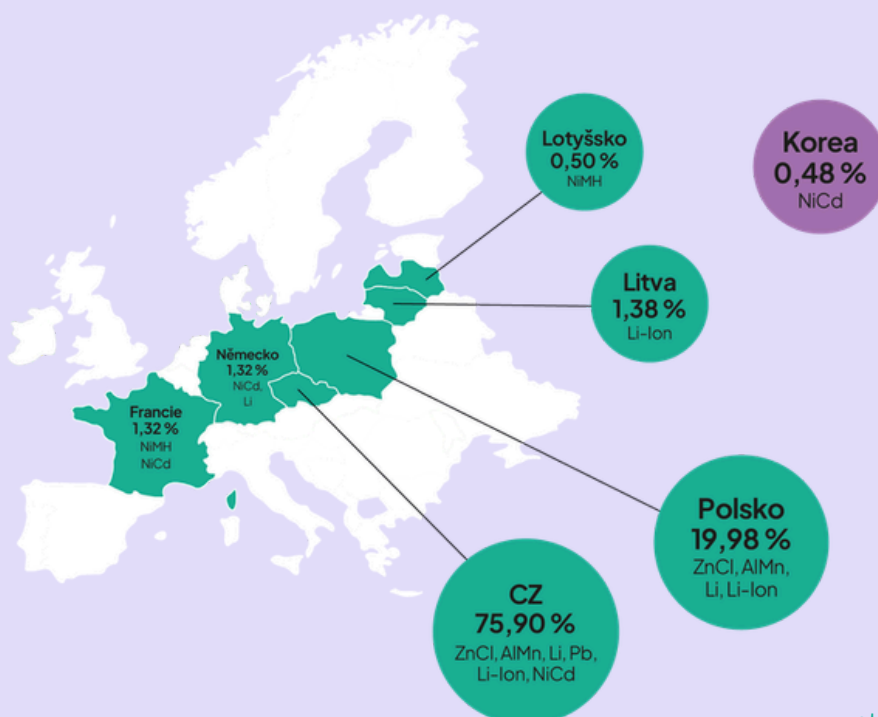 Lotyšsko
0,50 %
NiMH
Korea
0,48 %
NiCd
Litva
1,38 %
Li-Ion
Německo
1,32 %
NiCd,
Li
Francie
1,32 %
NiMH
NiCd
Polsko
19,98 %
ZnCl, AlMn,
Li, Li-Ion
CZ
75,90 %
ZnCl, AlMn, Li, Pb,
Li-Ion, NiCd